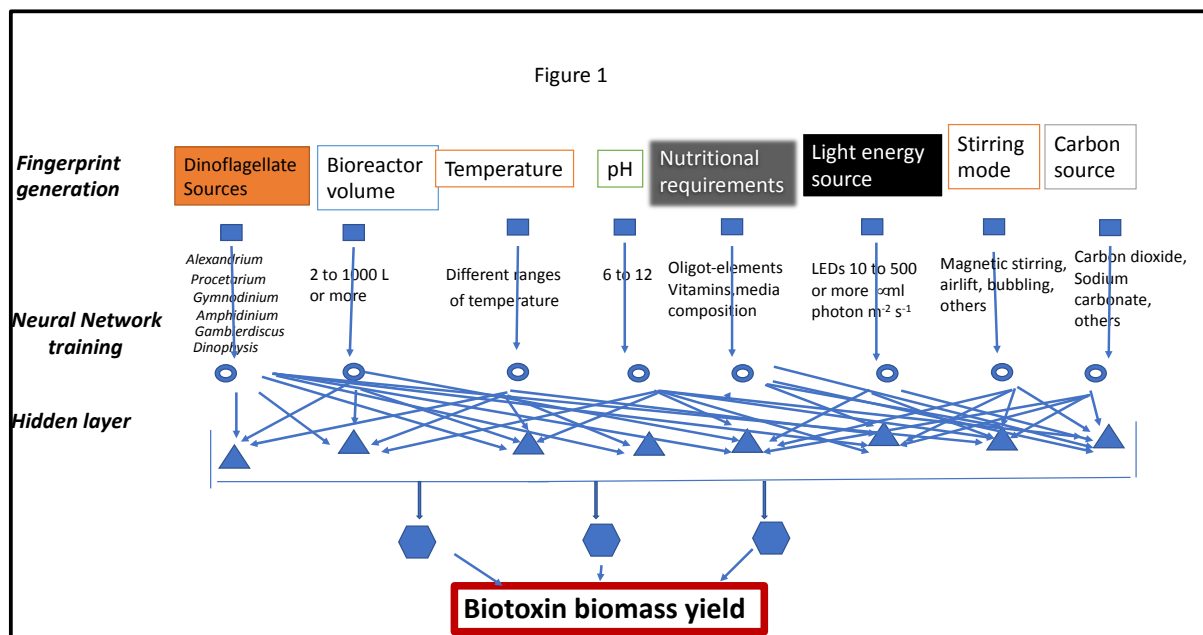 Figure 1
Fingerprint
generation
Dinoflagellate
Sources
Bioreactor
volume
Temperature
pH
Nutritional
requirements
Light energy
source
Stirring
mode
Carbon
source
Alexandrium
Procetarium
Gymnodinium
Amphidinium
Gambierdiscus
Dinophysis
2 to 1000 L
or more
Different ranges
of temperature
6 to 12
Oligot-elements
Vitamins,media
composition
LEDs 10 to 500
or more ∝ml
photon m⁻² s⁻¹
Magnetic stirring,
airlift, bubbling,
others
Carbon dioxide,
Sodium
carbonate,
others
Neural Network
training
Hidden layer
Biotoxin biomass yield